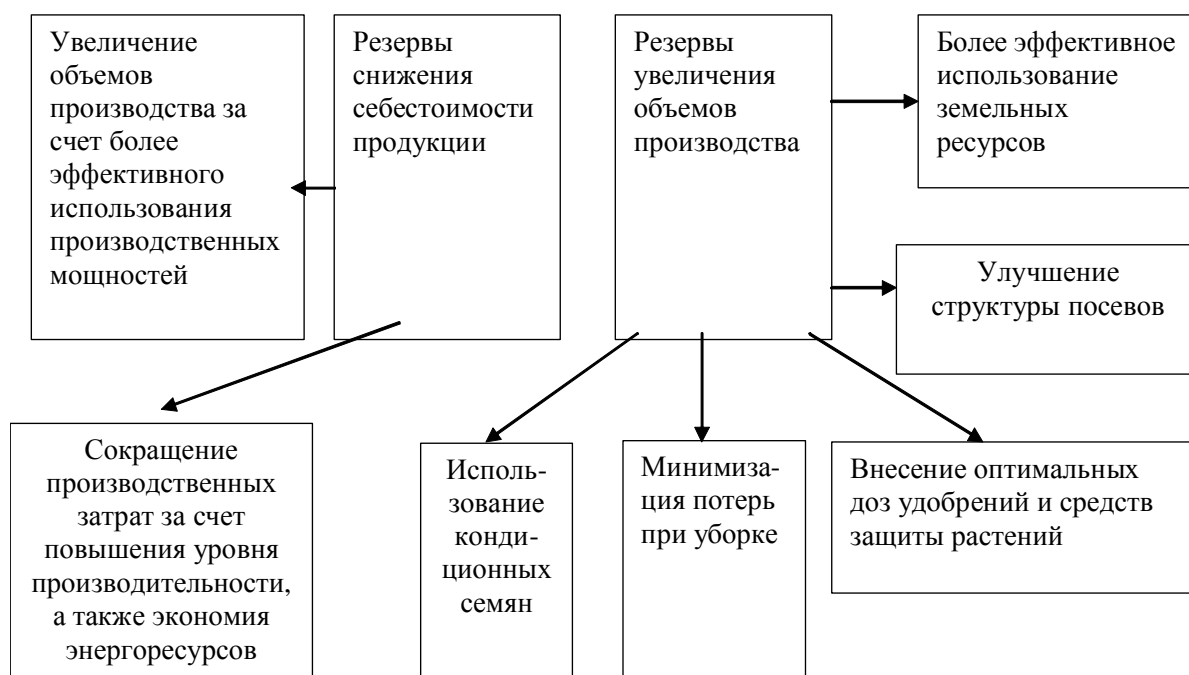 Увеличение
объемов
производства за
счет более
эффективного
использования
производственных
мощностей
Резервы
снижения
себестоимости
продукции
Резервы
увеличения
объемов
производства
Более эффективное
использование
земельных
ресурсов
Улучшение
структуры посевов
Сокращение
производственных
затрат за счет
повышения уровня
производительности,
а также экономия
энергоресурсов
Исполь-
зование
конди-
ционных
семян
Минимиза-
ция потерь
при уборке
Внесение оптимальных
доз удобрений и средств
защиты растений